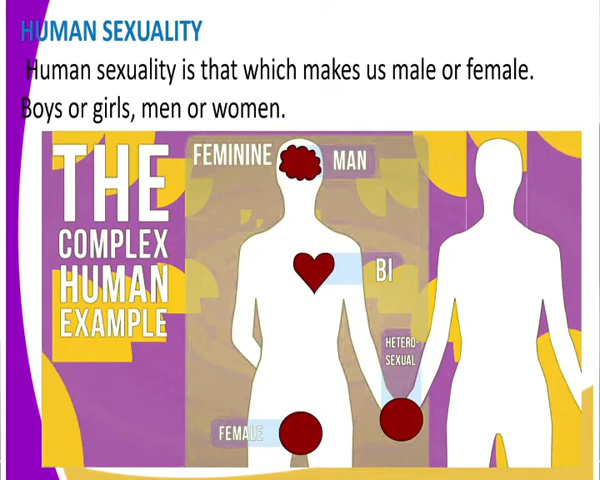 HUMAN SEXUALITY
Human sexuality is that which makes us male or female.
Boys or girls, men or women.
THE
COMPLEX
HUMAN
EXAMPLE
FEMININE
MAN
BI
HETERO-
SEXUAL
FEMALE